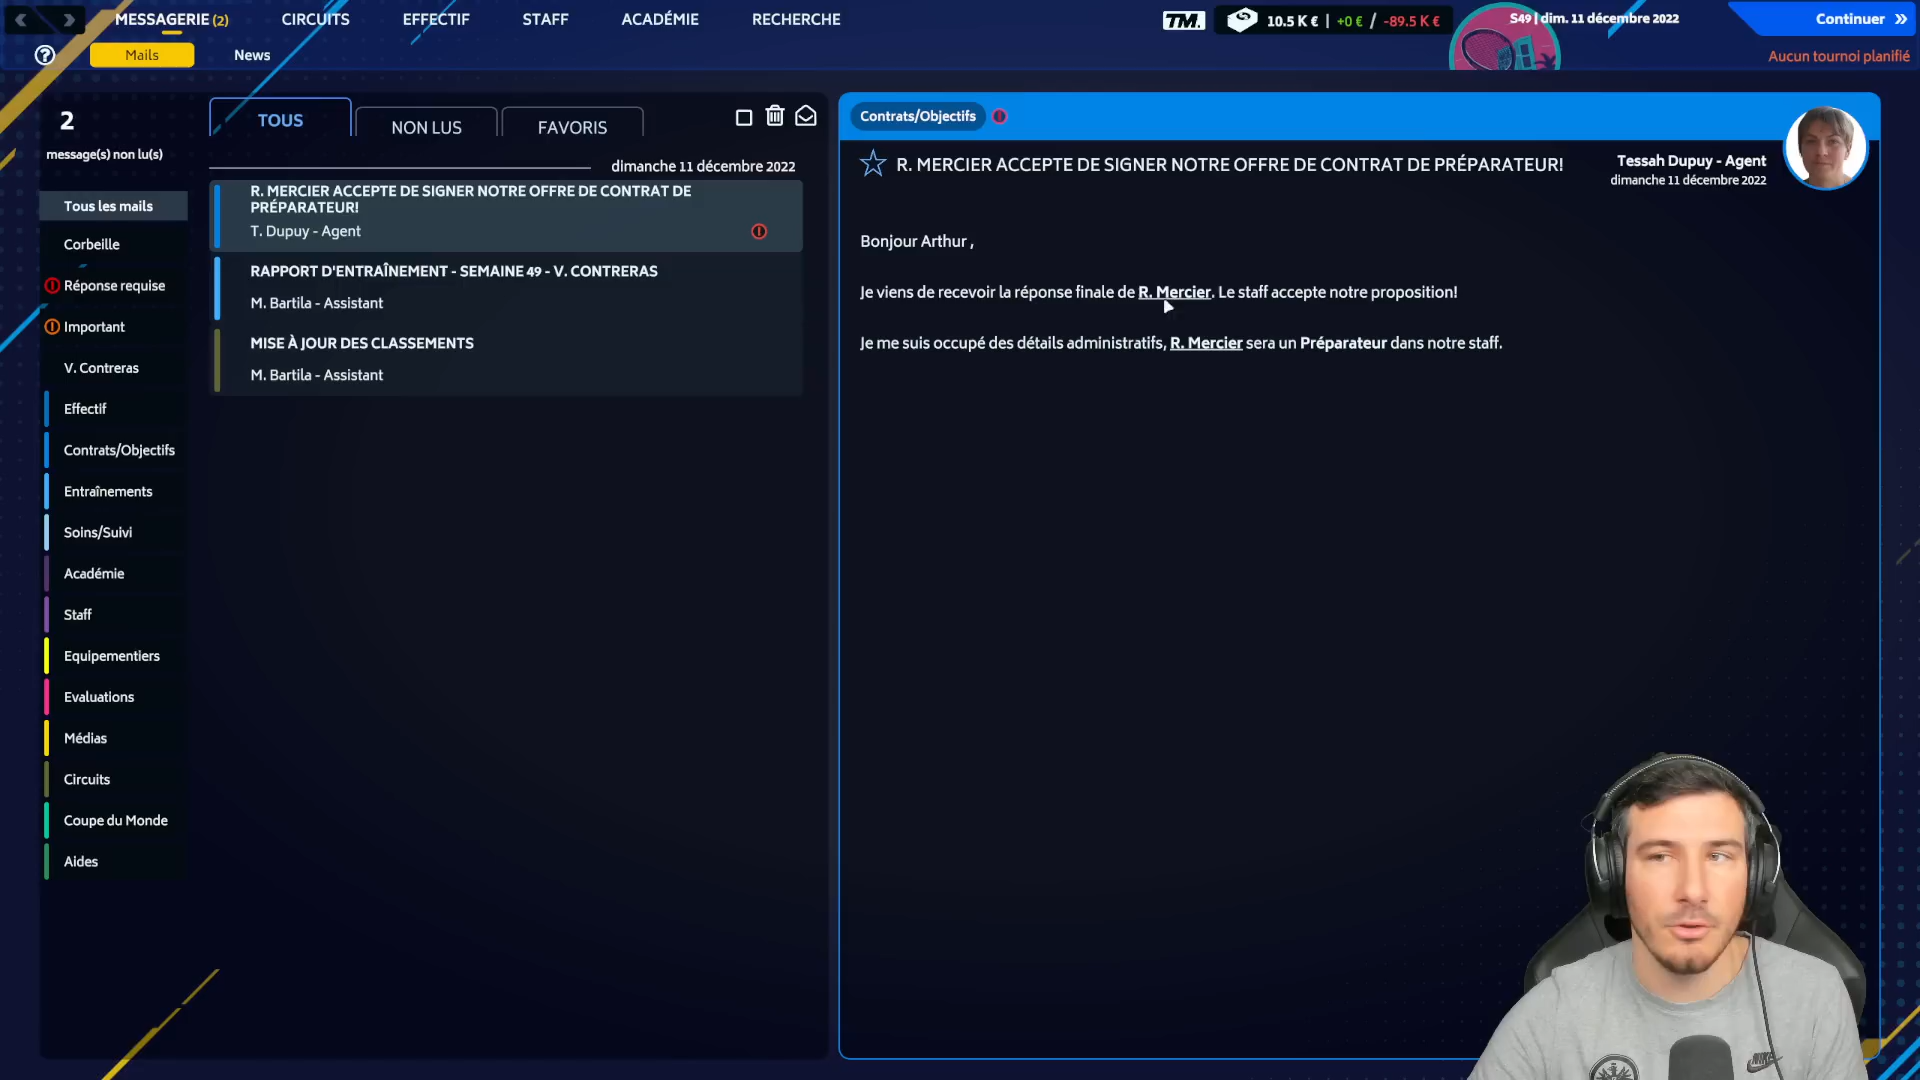 MESSAGERIE (2)
CIRCUITS
EFFECTIF
STAFF
ACADÉMIE
RECHERCHE
TM.
10.5 K € | +0 € / -89.5 K €
S49 | dim. 11 décembre 2022
Continuer
Mails
News
Aucun tournoi planifié
2
message(s) non lu(s)
Tous les mails
Corbeille
Réponse requise
Important
V. Contreras
Effectif
Contrats/Objectifs
Entraînements
Soins/Suivi
Académie
Staff
Equipementiers
Evaluations
Médias
Circuits
Coupe du Monde
Aides
TOUS
NON LUS
FAVORIS
dimanche 11 décembre 2022
R. MERCIER ACCEPTE DE SIGNER NOTRE OFFRE DE CONTRAT DE
PRÉPARATEUR!
T. Dupuy - Agent
RAPPORT D'ENTRAÎNEMENT - SEMAINE 49 - V. CONTRERAS
M. Bartila - Assistant
MISE À JOUR DES CLASSEMENTS
M. Bartila - Assistant
Contrats/Objectifs
R. MERCIER ACCEPTE DE SIGNER NOTRE OFFRE DE CONTRAT DE PRÉPARATEUR!
Tessah Dupuy - Agent
dimanche 11 décembre 2022
Bonjour Arthur ,
Je viens de recevoir la réponse finale de R. Mercier. Le staff accepte notre proposition!
Je me suis occupé des détails administratifs, R. Mercier sera un Préparateur dans notre staff.